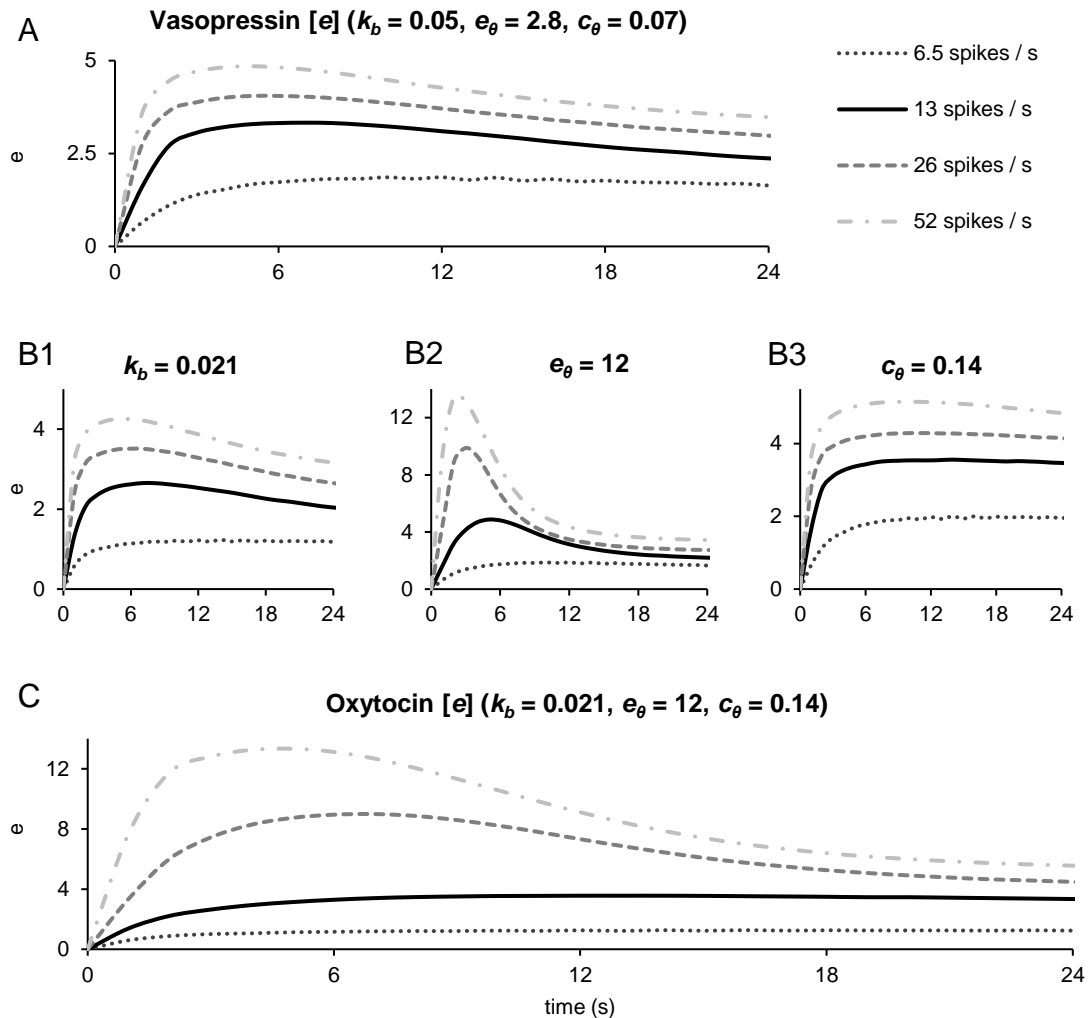 A
Vasopressin [e] (k_b = 0.05, e_θ = 2.8, c_θ = 0.07)
6.5 spikes / s
13 spikes / s
26 spikes / s
52 spikes / s
5
2.5
0
e
0 6 12 18 24
B1
k_b = 0.021
4
2
0
e
0 6 12 18 24
B2
e_θ = 12
12
8
4
0
0 6 12 18 24
B3
c_θ = 0.14
4
2
0
0 6 12 18 24
C
Oxytocin [e] (k_b = 0.021, e_θ = 12, c_θ = 0.14)
12
8
4
0
e
0 6 12 18 24
time (s)